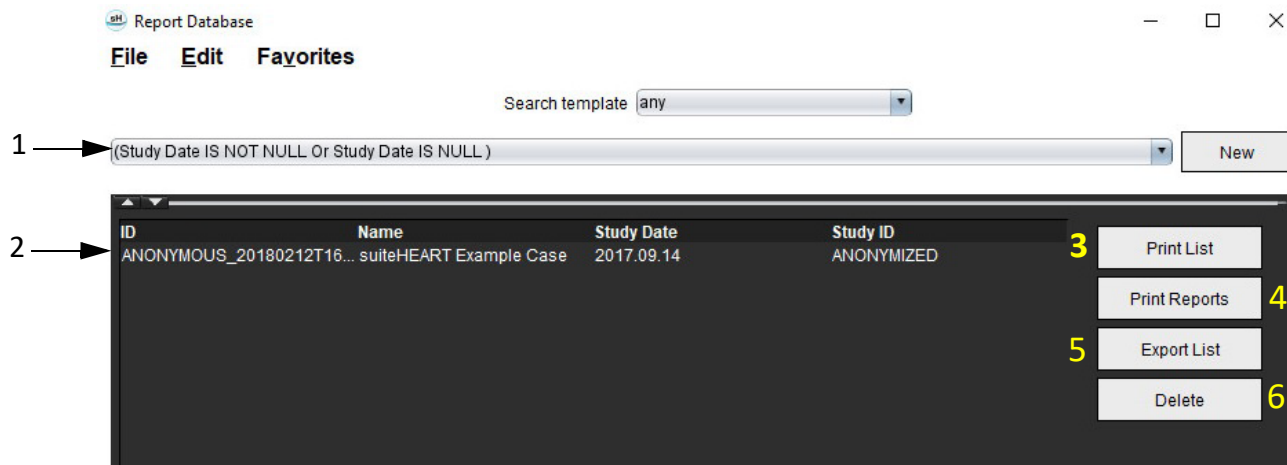 sH Report Database
File Edit Favorites
Search template any
1 (Study Date IS NOT NULL Or Study Date IS NULL ) New
ID Name Study Date Study ID
2 ANONYMOUS_20180212T16... suiteHEART Example Case 2017.09.14 ANONYMIZED
3 Print List
Print Reports 4
5 Export List
Delete 6